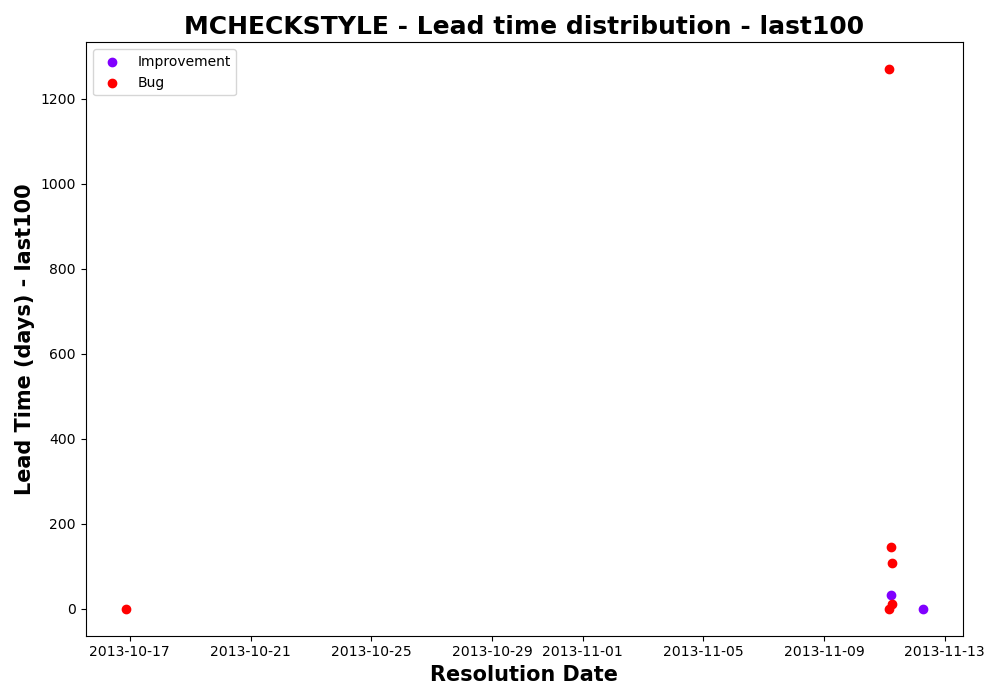 MCHECKSTYLE - Lead time distribution - last100
Improvement
Bug
Lead Time (days) - last100
1200
1000
800
600
400
200
0
2013-10-17 2013-10-21 2013-10-25 2013-10-29 2013-11-01 2013-11-05 2013-11-09 2013-11-13
Resolution Date